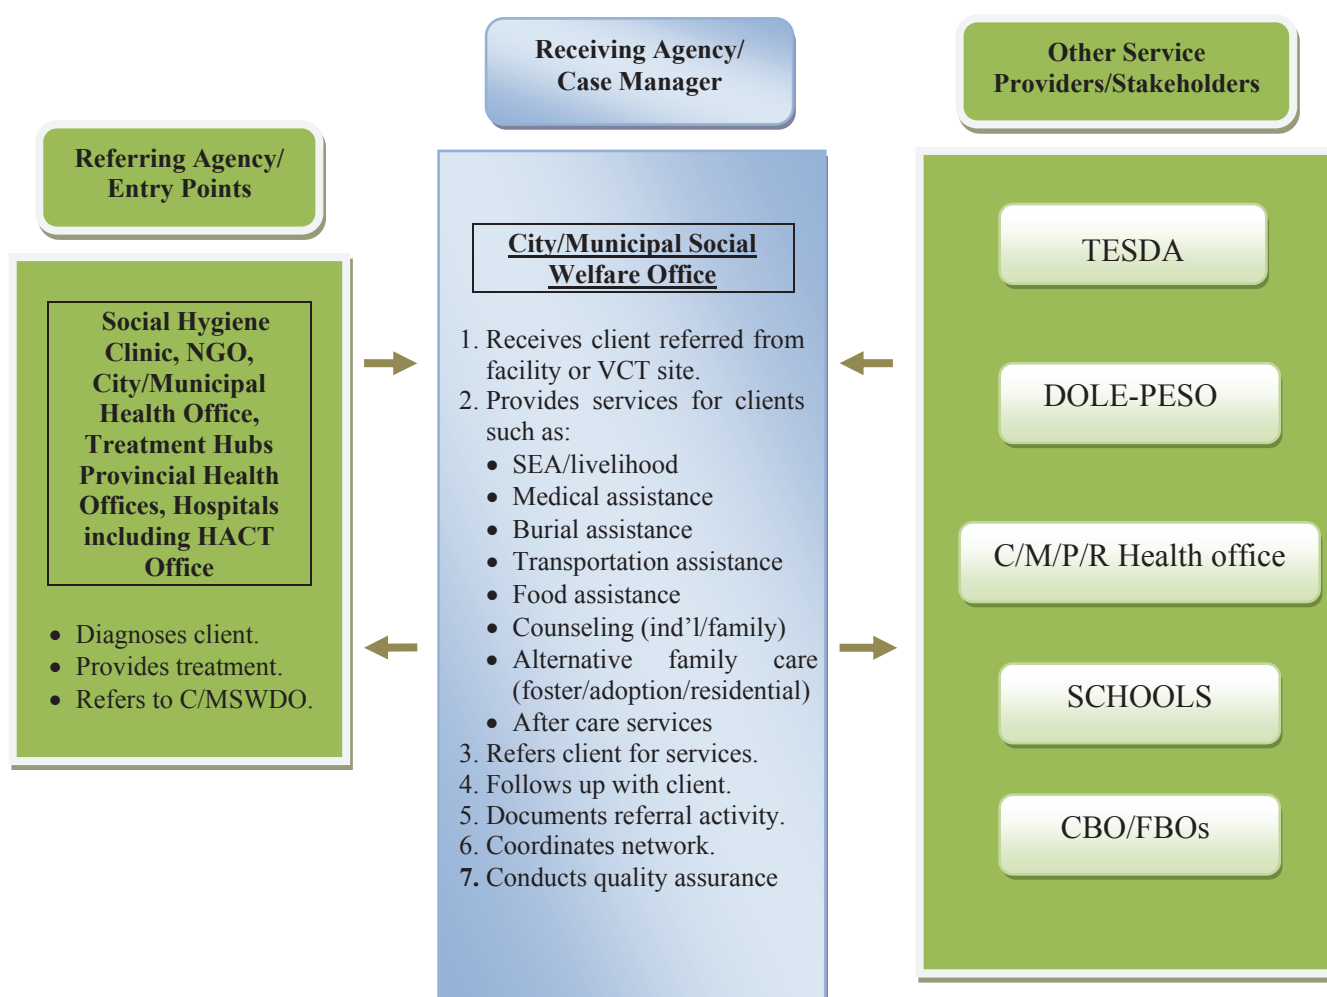 Referring Agency/
Entry Points
Social Hygiene
Clinic, NGO,
City/Municipal
Health Office,
Treatment Hubs
Provincial Health
Offices, Hospitals
including HACT
Office
• Diagnoses client.
• Provides treatment.
• Refers to C/MSWDO.
Receiving Agency/
Case Manager
City/Municipal Social
Welfare Office
1. Receives client referred from
facility or VCT site.
2. Provides services for clients
such as:
• SEA/livelihood
• Medical assistance
• Burial assistance
• Transportation assistance
• Food assistance
• Counseling (ind’l/family)
• Alternative family care
(foster/adoption/residential)
• After care services
3. Refers client for services.
4. Follows up with client.
5. Documents referral activity.
6. Coordinates network.
7. Conducts quality assurance
Other Service
Providers/Stakeholders
TESDA
DOLE-PESO
C/M/P/R Health office
SCHOOLS
CBO/FBOs